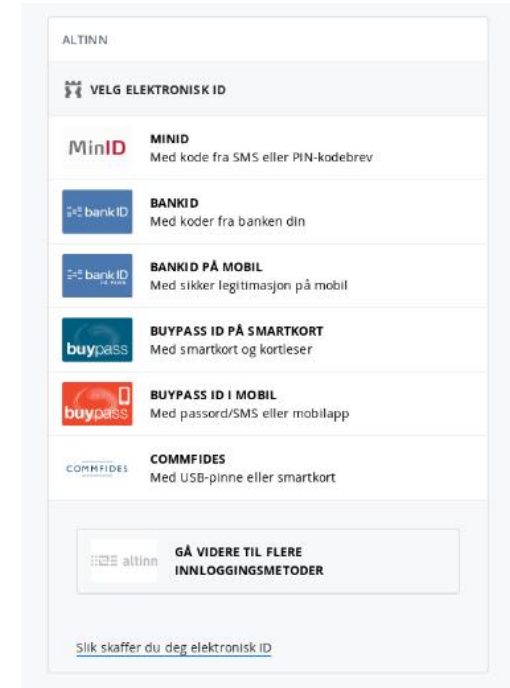 ALTINN
VELG ELEKTRONISK ID
MinID
MINID
Med kode fra SMS eller PIN-kodebrev
bankID
BANKID
Med koder fra banken din
bankID
BANKID PÅ MOBIL
Med sikker legitimasjon på mobil
buypass
BUYPASS ID PÅ SMARTKORT
Med smartkort og kortleser
buypass
BUYPASS ID I MOBIL
Med passord/SMS eller mobilapp
COMMFIDES
COMMFIDES
Med USB-pinne eller smartkort
altinn
GÅ VIDERE TIL FLERE
INNLOGGINGSMETODER
Slik skaffer du deg elektronisk ID